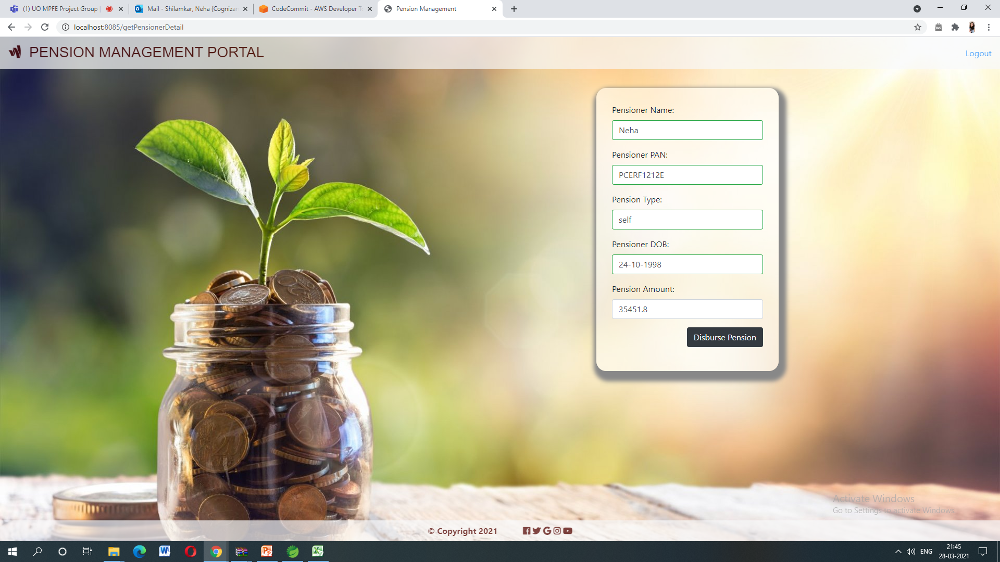 (1) UO MPFE Project Group |
Mail - Shilamkar, Neha (Cognizan
CodeCommit - AWS Developer To
Pension Management
localhost:8085/getPensionerDetail
PENSION MANAGEMENT PORTAL
Logout
Pensioner Name:
Neha
Pensioner PAN:
PCERF1212E
Pension Type:
self
Pensioner DOB:
24-10-1998
Pension Amount:
35451.8
Disburse Pension
Activate Windows
Go to Settings to activate Windows.
© Copyright 2021
ENG
21:45
28-03-2021